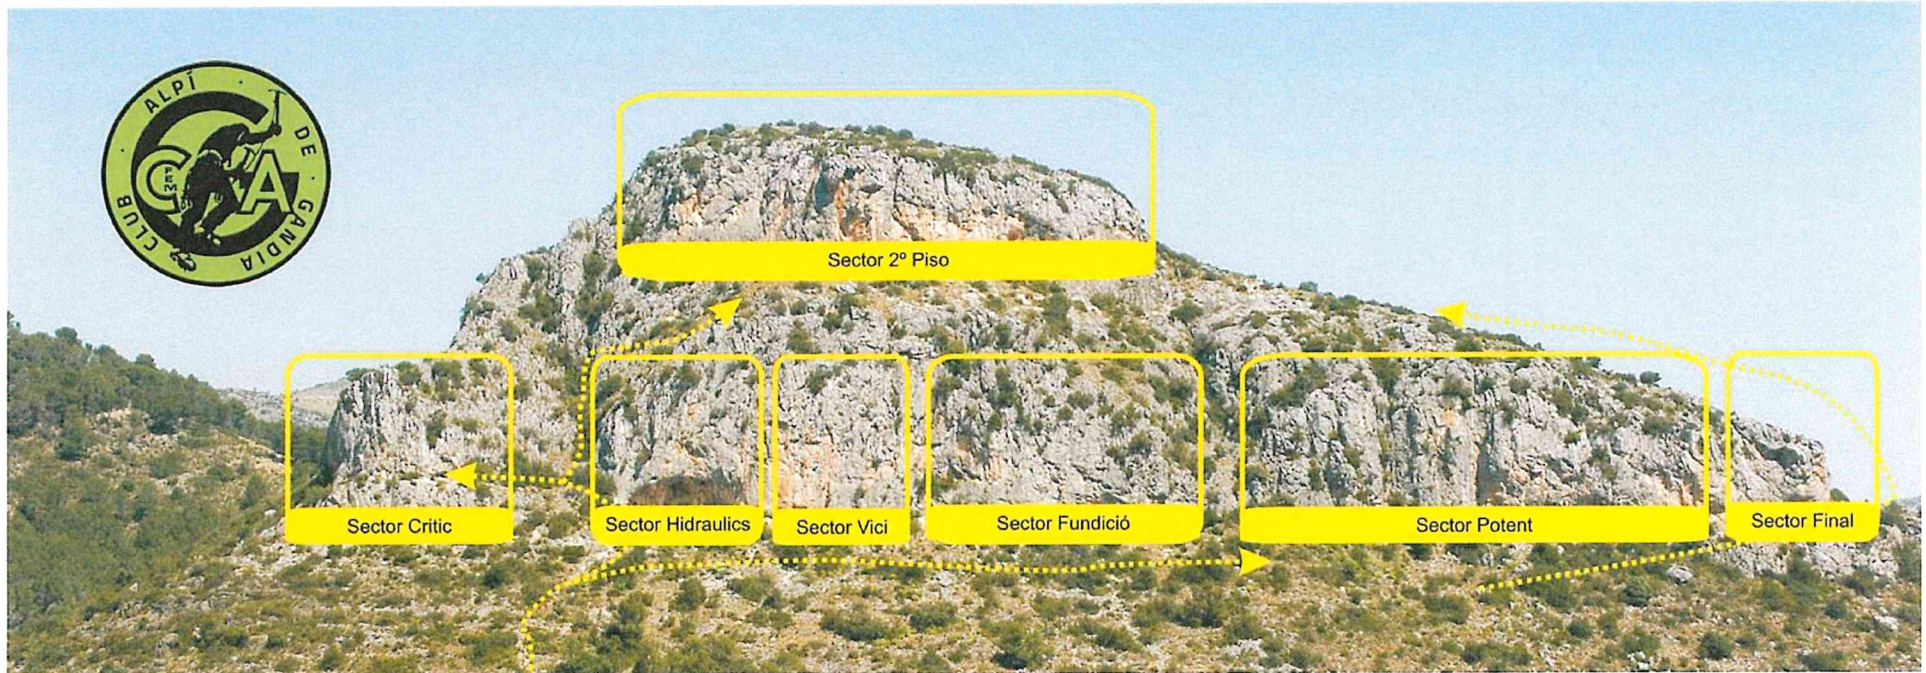 CLUB ALPÍ DE GANDIA
C A
FEMECV
Sector 2º Piso
Sector Critic
Sector Hidraulics
Sector Vici
Sector Fundició
Sector Potent
Sector Final